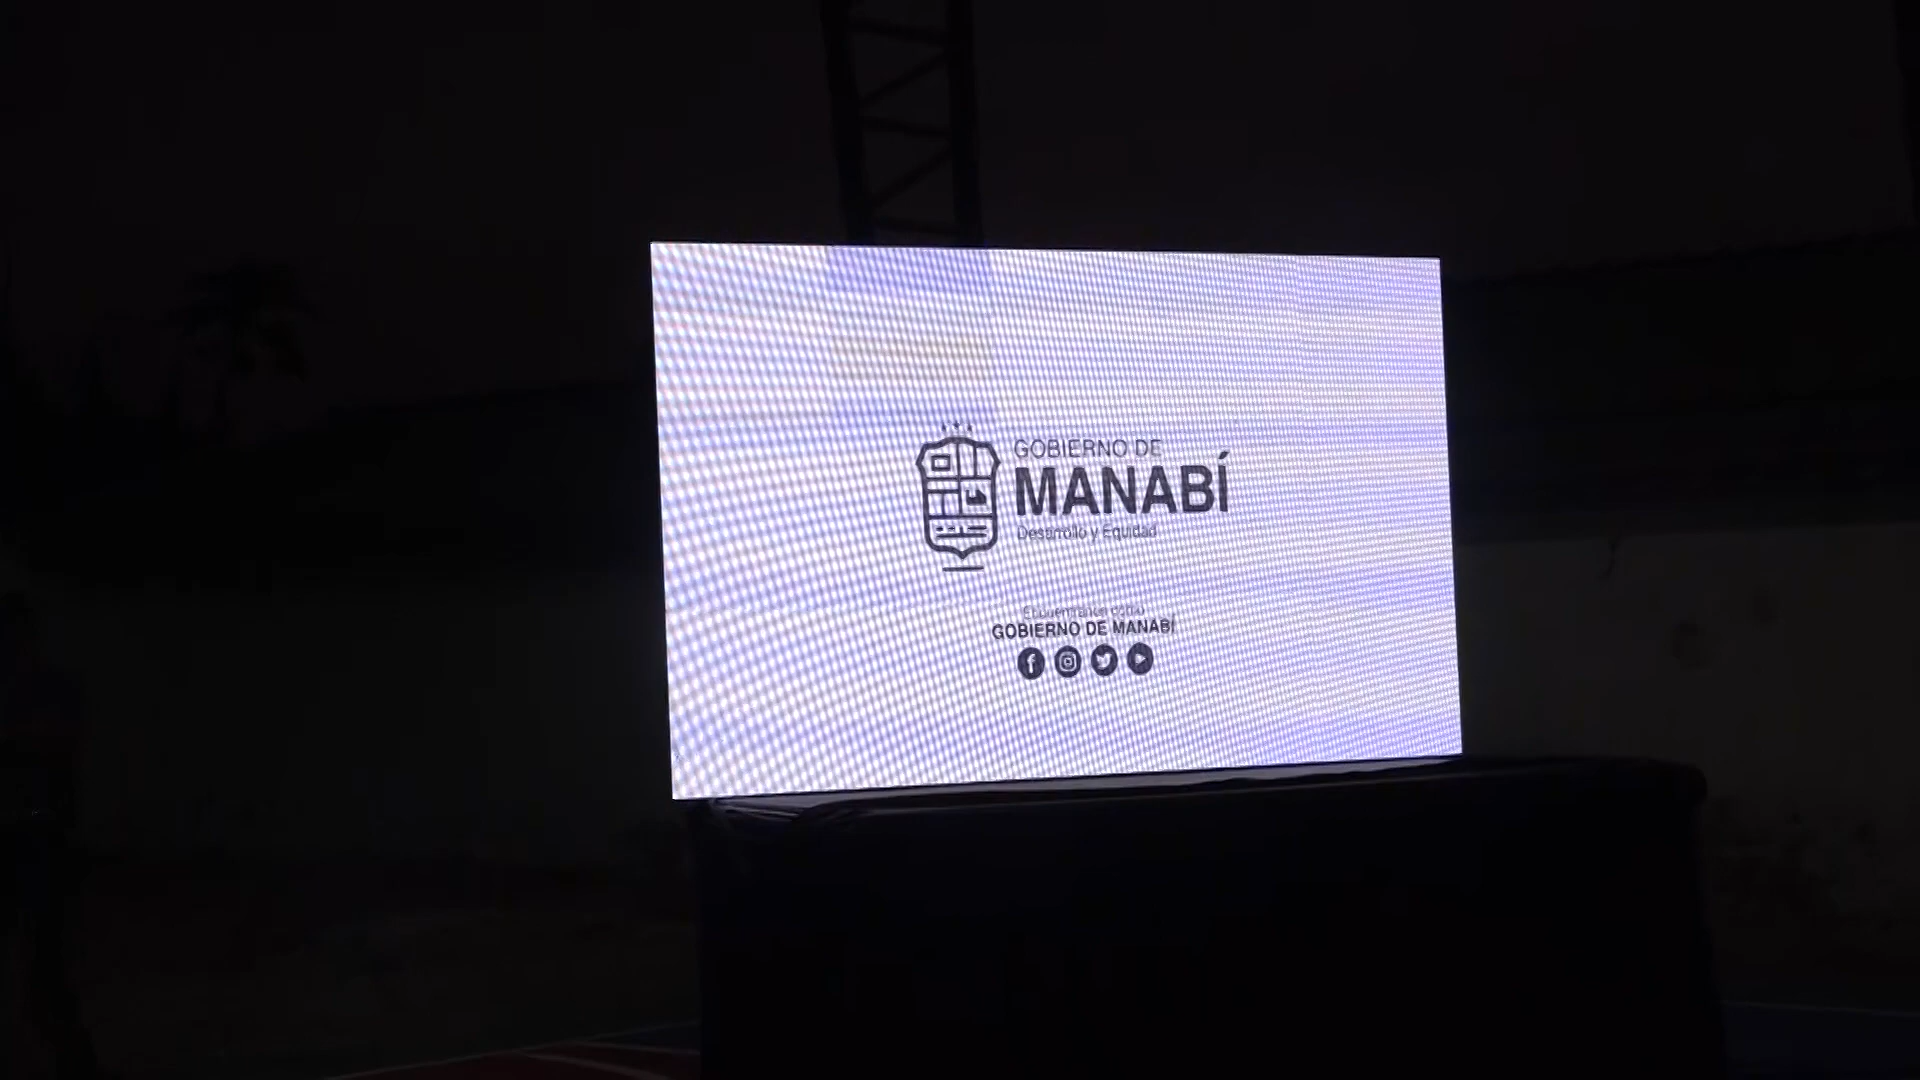 GOBIERNO DE
MANABÍ
Desarrollo y Equidad
Encuéntranos como
GOBIERNO DE MANABÍ